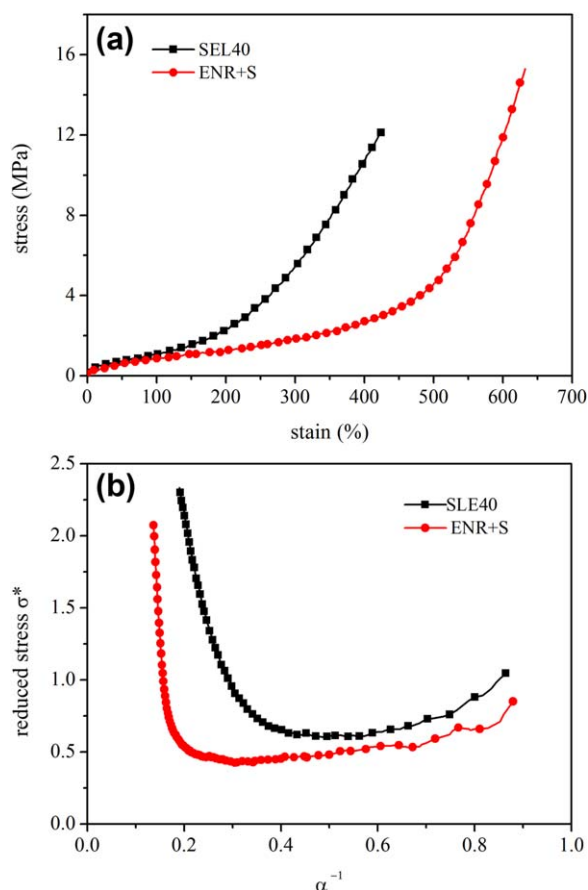 (a)
SEL40
ENR+S
stress (MPa)
16
12
8
4
0
0 100 200 300 400 500 600 700
stain (%)
(b)
SLE40
ENR+S
reduced stress σ*
2.5
2.0
1.5
1.0
0.5
0.0
0.0 0.2 0.4 0.6 0.8 1.0
α⁻¹